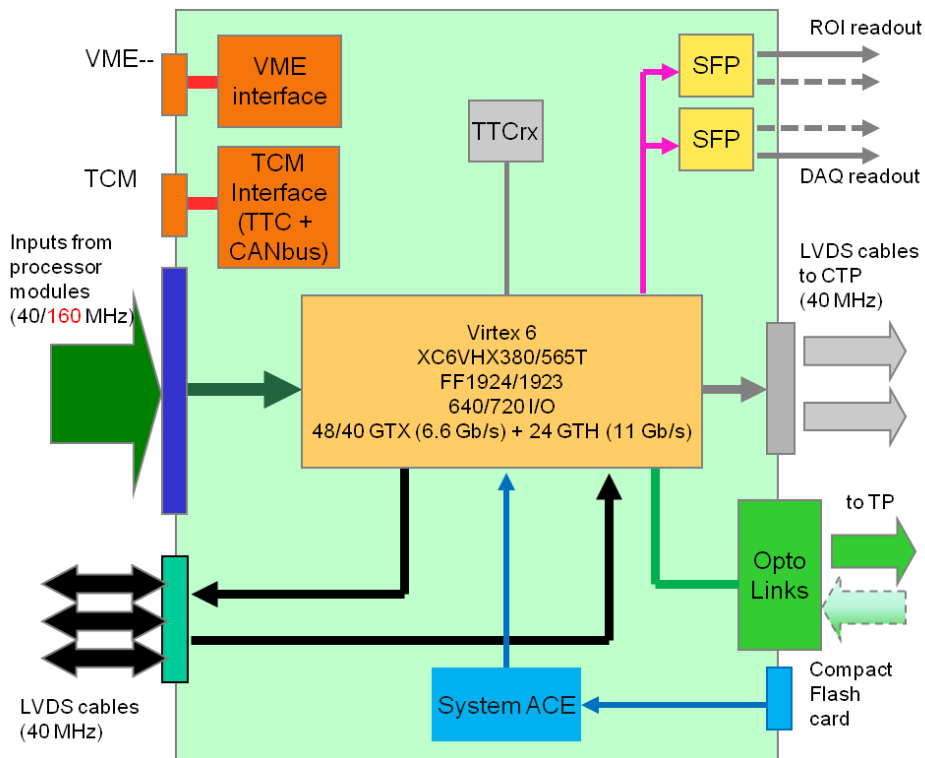 VME--
VME
interface
TCM
TCM
Interface
(TTC +
CANbus)
TTCrx
SFP
SFP
ROI readout
DAQ readout
Inputs from
processor
modules
(40/160 MHz)
LVDS cables
to CTP
(40 MHz)
Virtex 6
XC6VHX380/565T
FF1924/1923
640/720 I/O
48/40 GTX (6.6 Gb/s) + 24 GTH (11 Gb/s)
to TP
Opto
Links
LVDS cables
(40 MHz)
System ACE
Compact
Flash
card